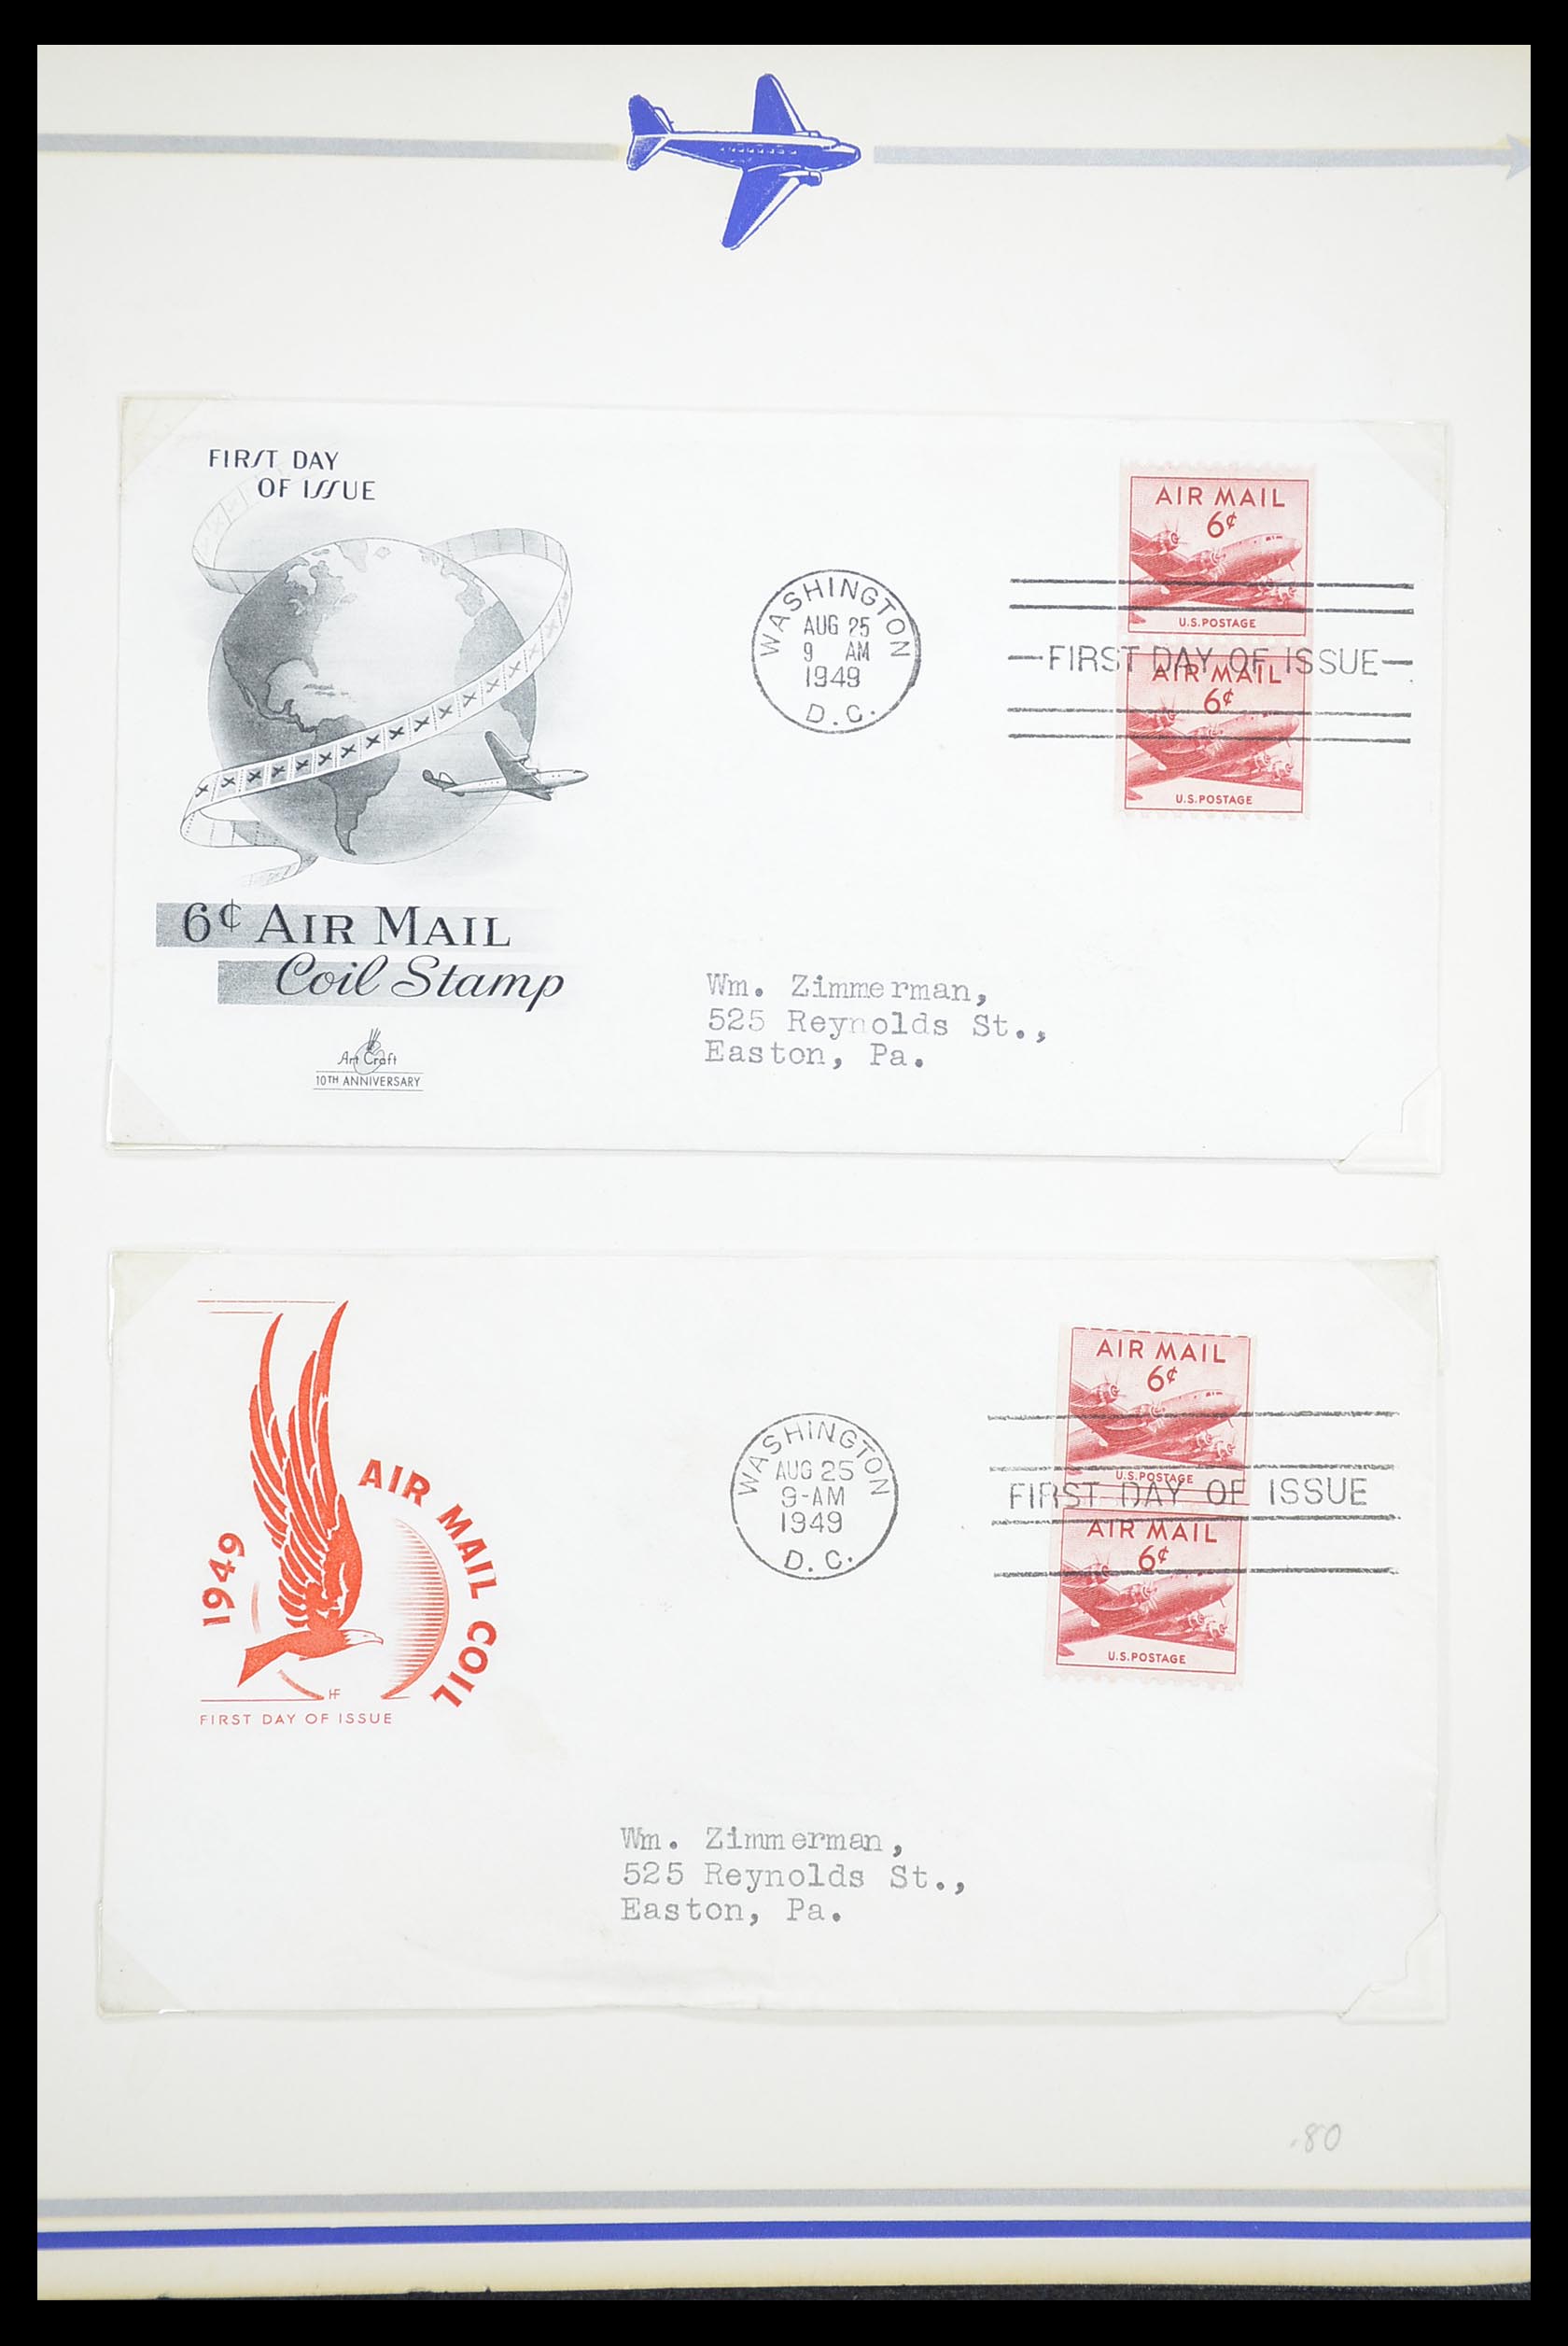 FIRST DAY
OF ISSUE
6¢ AIR MAIL
Coil Stamp
Art Craft
10TH ANNIVERSARY
WASHINGTON
AUG 25
9 AM
1949
D.C.
AIR MAIL
6¢
U.S.POSTAGE
—FIRST DAY OF ISSUE—
AIR MAIL
6¢
U.S.POSTAGE
Wm. Zimmerman,
525 Reynolds St.,
Easton, Pa.
1949
AIR MAIL COIL
HF
FIRST DAY OF ISSUE
WASHINGTON
AUG 25
9-AM
1949
D.C.
AIR MAIL
6¢
U.S.POSTAGE
FIRST DAY OF ISSUE
AIR MAIL
6¢
U.S.POSTAGE
Wm. Zimmerman,
525 Reynolds St.,
Easton, Pa.
.80